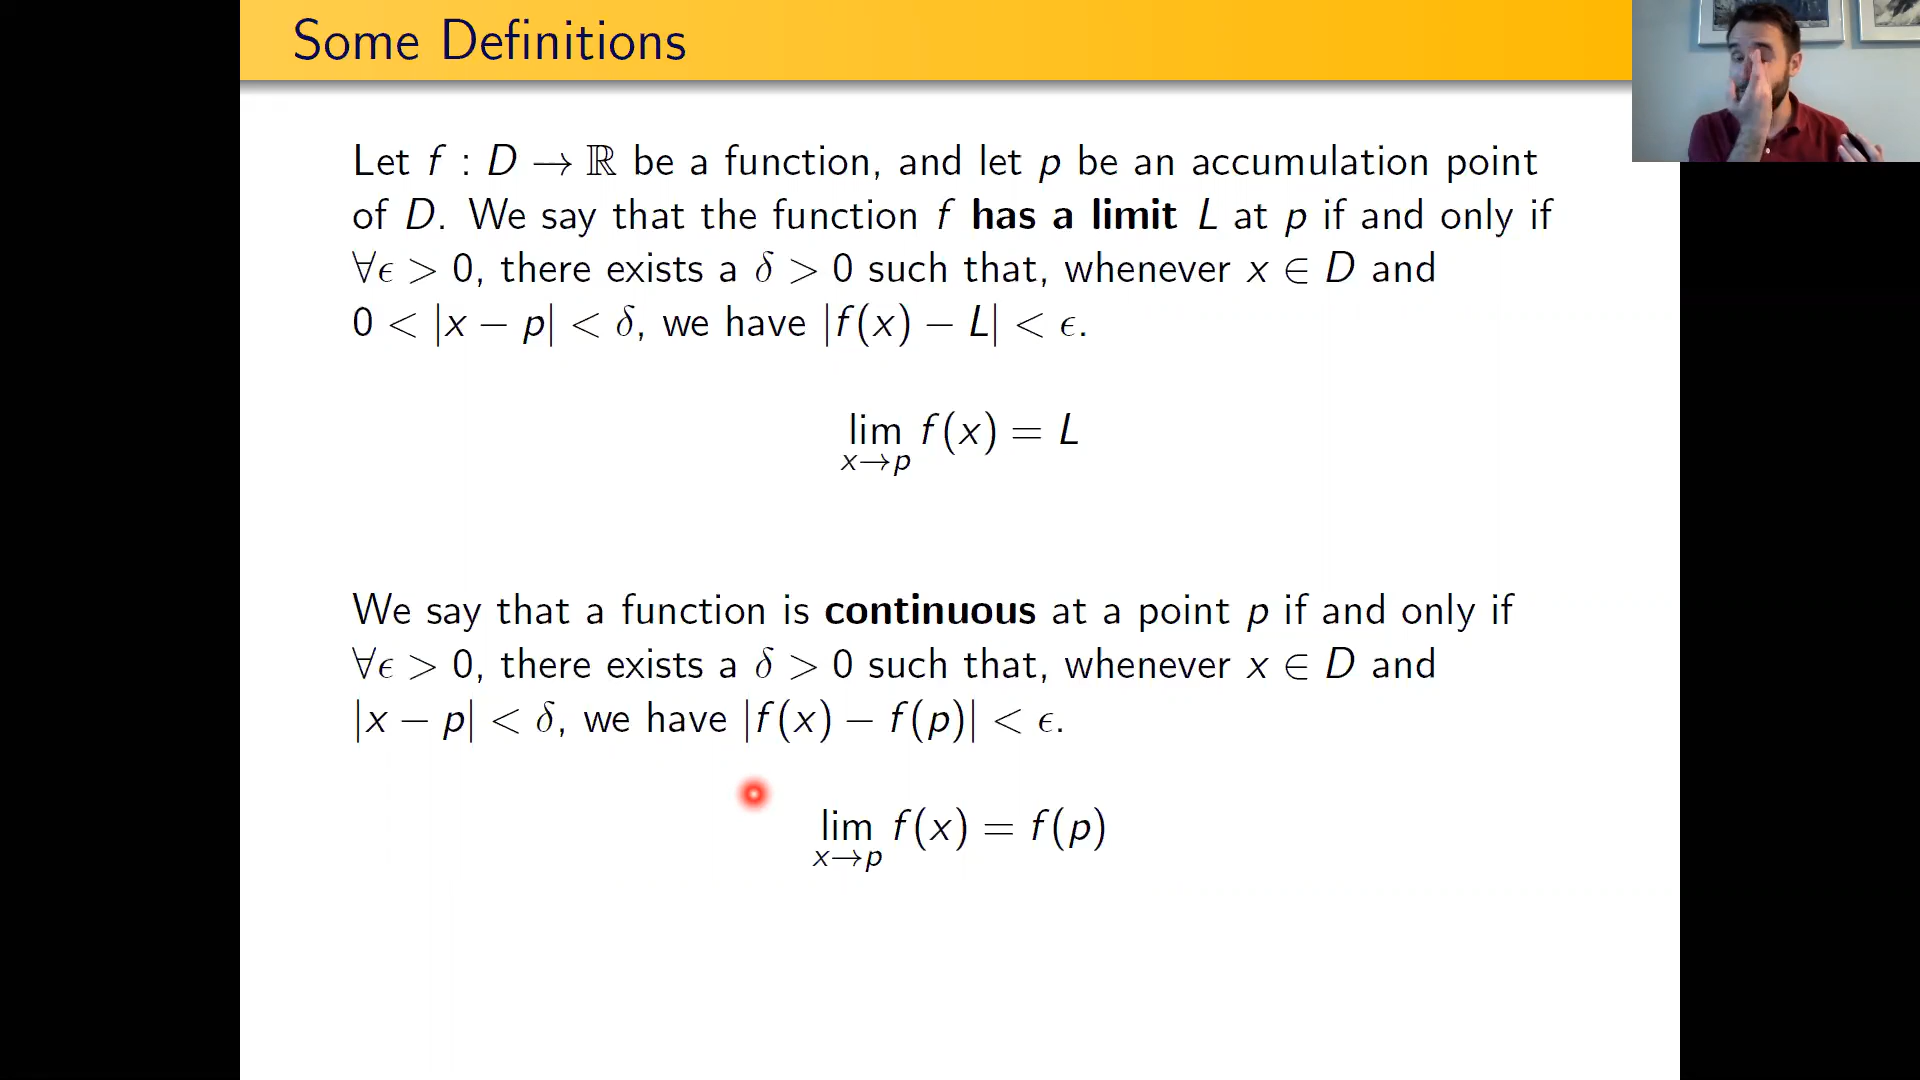 Some Definitions
Let f : D → ℝ be a function, and let p be an accumulation point
of D. We say that the function f has a limit L at p if and only if
∀ϵ > 0, there exists a δ > 0 such that, whenever x ∈ D and
0 < |x − p| < δ, we have |f(x) − L| < ϵ.
lim f(x) = L
x→p
We say that a function is continuous at a point p if and only if
∀ϵ > 0, there exists a δ > 0 such that, whenever x ∈ D and
|x − p| < δ, we have |f(x) − f(p)| < ϵ.
lim f(x) = f(p)
x→p